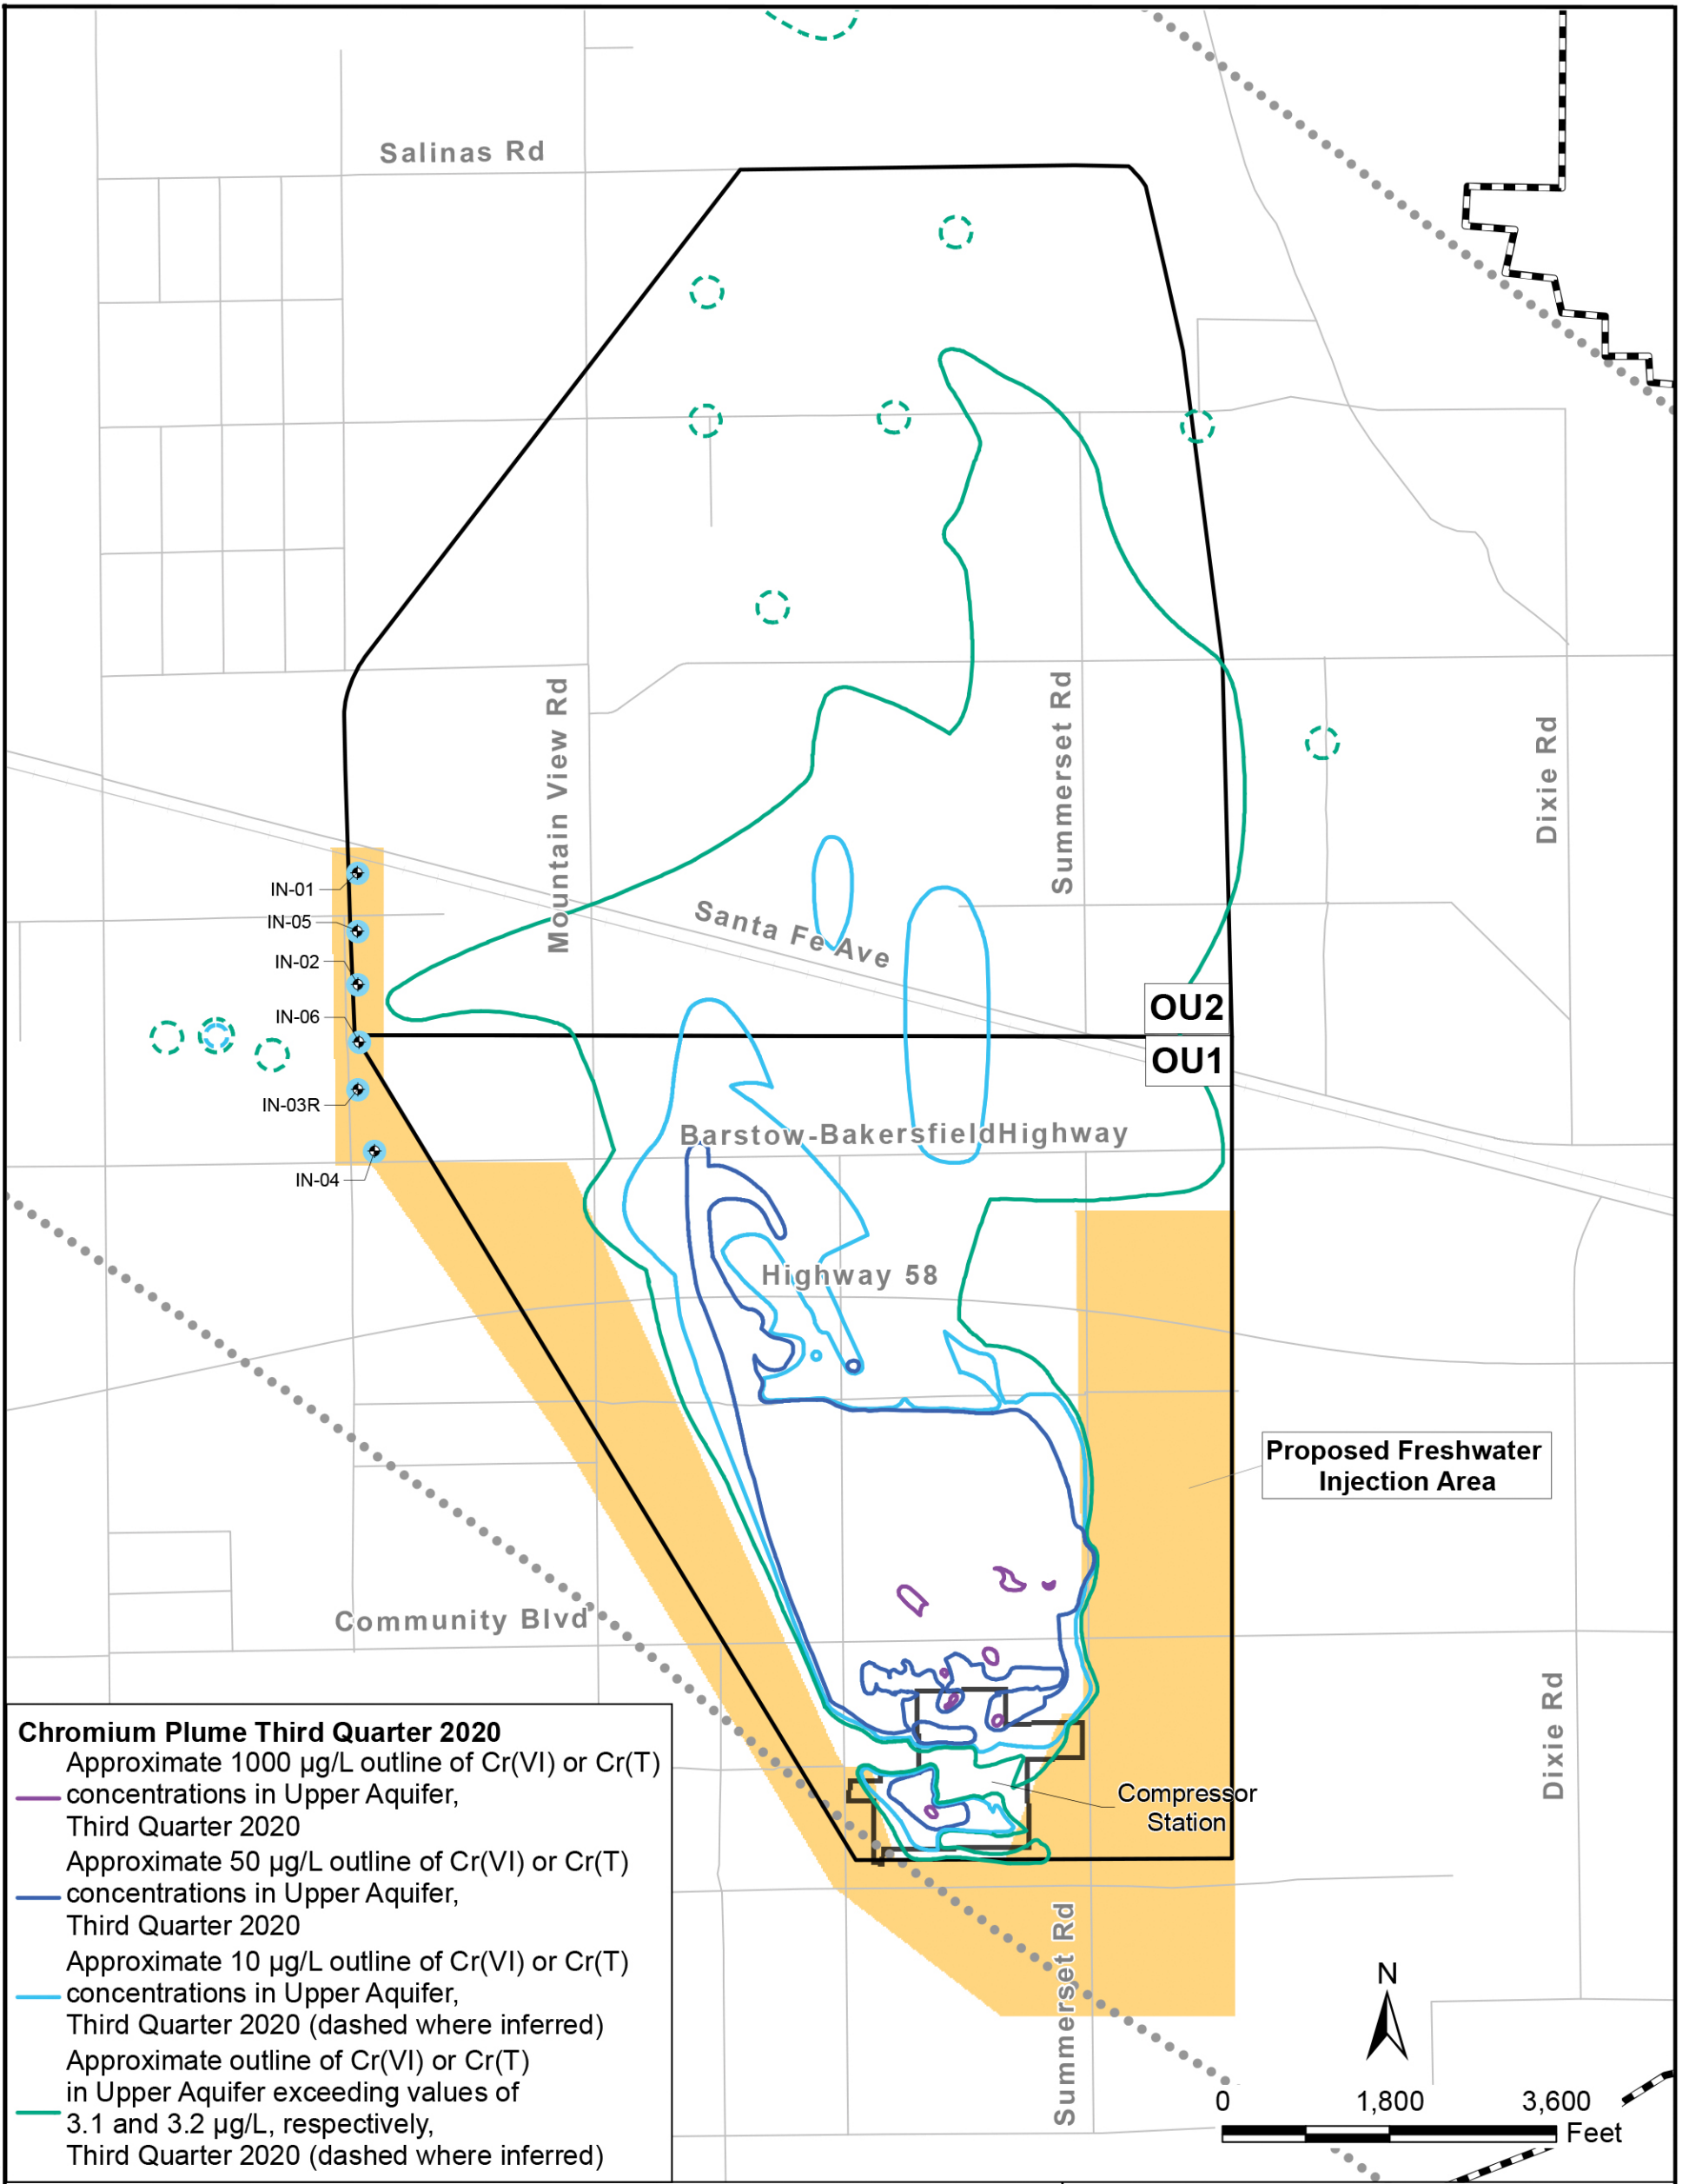 Salinas Rd
Mountain View Rd
Summerset Rd
Dixie Rd
IN-01
IN-05
IN-02
IN-06
IN-03R
IN-04
Santa Fe Ave
OU2
OU1
Barstow-BakersfieldHighway
Highway 58
Proposed Freshwater
Injection Area
Community Blvd
Dixie Rd
Compressor
Station
Summerset Rd
Chromium Plume Third Quarter 2020
Approximate 1000 µg/L outline of Cr(VI) or Cr(T)
concentrations in Upper Aquifer,
Third Quarter 2020
Approximate 50 µg/L outline of Cr(VI) or Cr(T)
concentrations in Upper Aquifer,
Third Quarter 2020
Approximate 10 µg/L outline of Cr(VI) or Cr(T)
concentrations in Upper Aquifer,
Third Quarter 2020 (dashed where inferred)
Approximate outline of Cr(VI) or Cr(T)
in Upper Aquifer exceeding values of
3.1 and 3.2 µg/L, respectively,
Third Quarter 2020 (dashed where inferred)
N
0 1,800 3,600
Feet